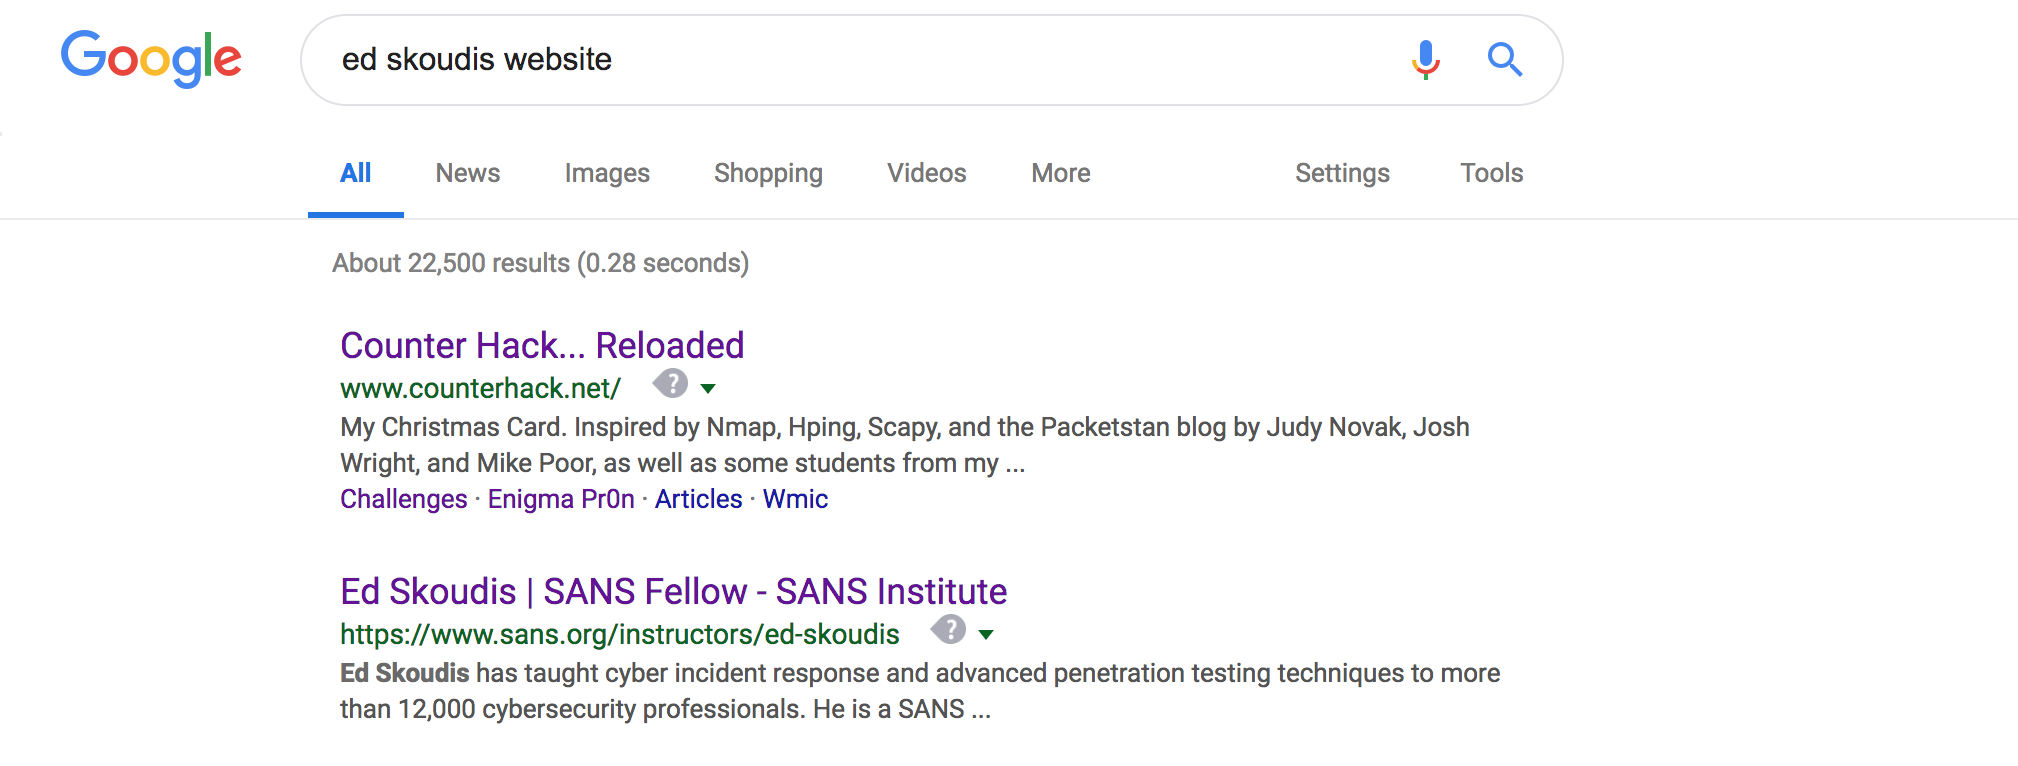 Google
ed skoudis website
All News Images Shopping Videos More Settings Tools
About 22,500 results (0.28 seconds)
Counter Hack... Reloaded
www.counterhack.net/ ?
My Christmas Card. Inspired by Nmap, Hping, Scapy, and the Packetstan blog by Judy Novak, Josh
Wright, and Mike Poor, as well as some students from my ...
Challenges · Enigma Pr0n · Articles · Wmic
Ed Skoudis | SANS Fellow - SANS Institute
https://www.sans.org/instructors/ed-skoudis ?
Ed Skoudis has taught cyber incident response and advanced penetration testing techniques to more
than 12,000 cybersecurity professionals. He is a SANS ...